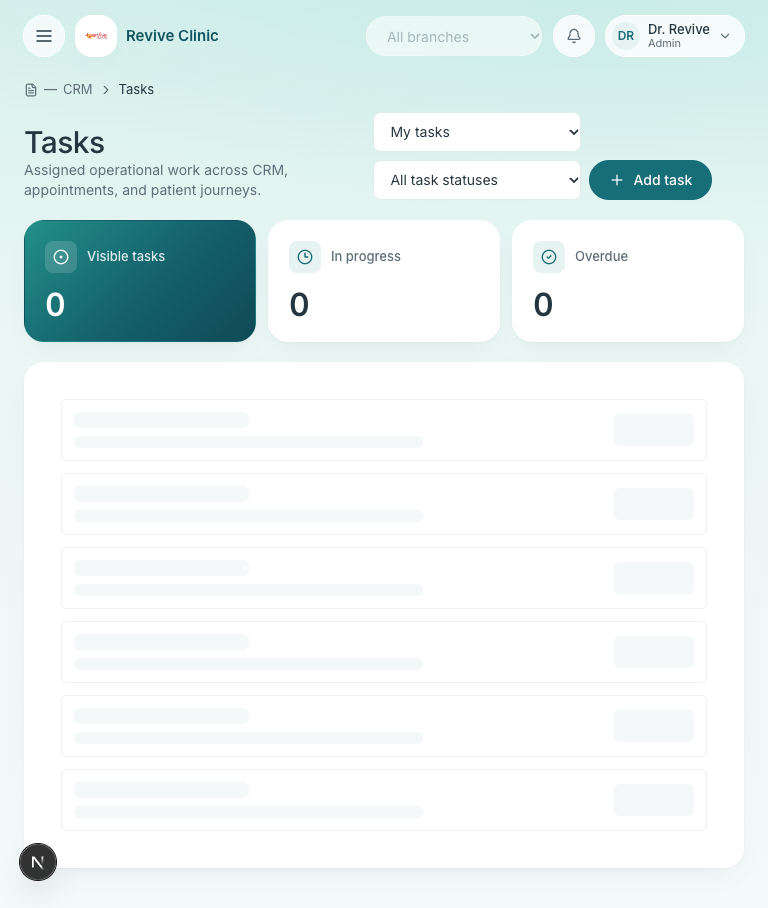 Revive Clinic
All branches
DR
Dr. Revive
Admin
— CRM > Tasks
Tasks
Assigned operational work across CRM,
appointments, and patient journeys.
My tasks
All task statuses
+ Add task
Visible tasks
0
In progress
0
Overdue
0
N